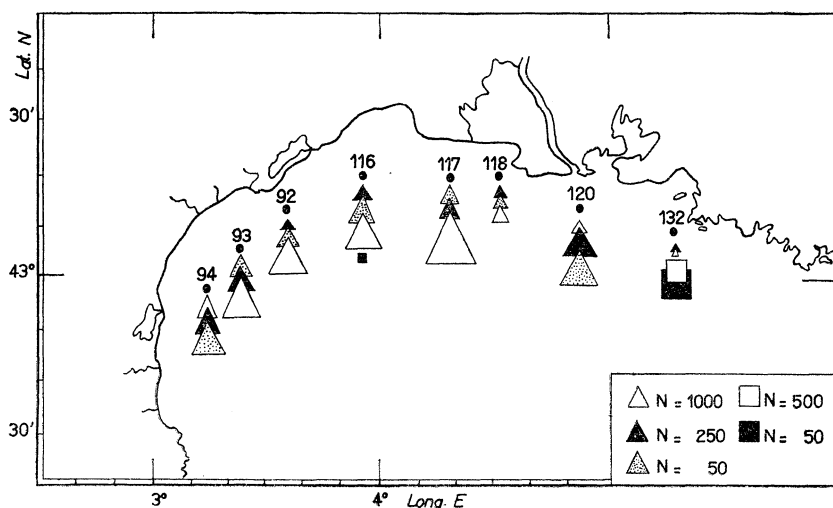 Lat. N
30'
43°
30'
3°
4°
Long. E
116
117
118
92
120
93
132
94
N = 1000
N = 500
N = 250
N = 50
N = 50